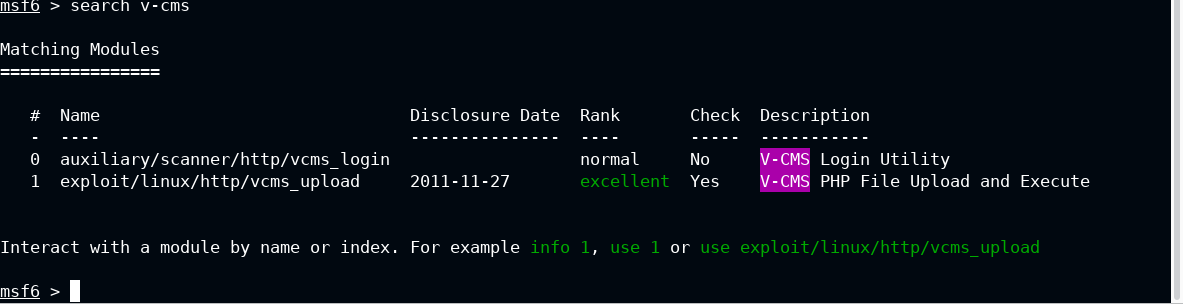 msf6 > search v-cms
Matching Modules
================
# Name Disclosure Date Rank Check Description
- ---- --------------- ---- ----- -----------
0 auxiliary/scanner/http/vcms_login normal No V-CMS Login Utility
1 exploit/linux/http/vcms_upload 2011-11-27 excellent Yes V-CMS PHP File Upload and Execute
Interact with a module by name or index. For example info 1, use 1 or use exploit/linux/http/vcms_upload
msf6 >